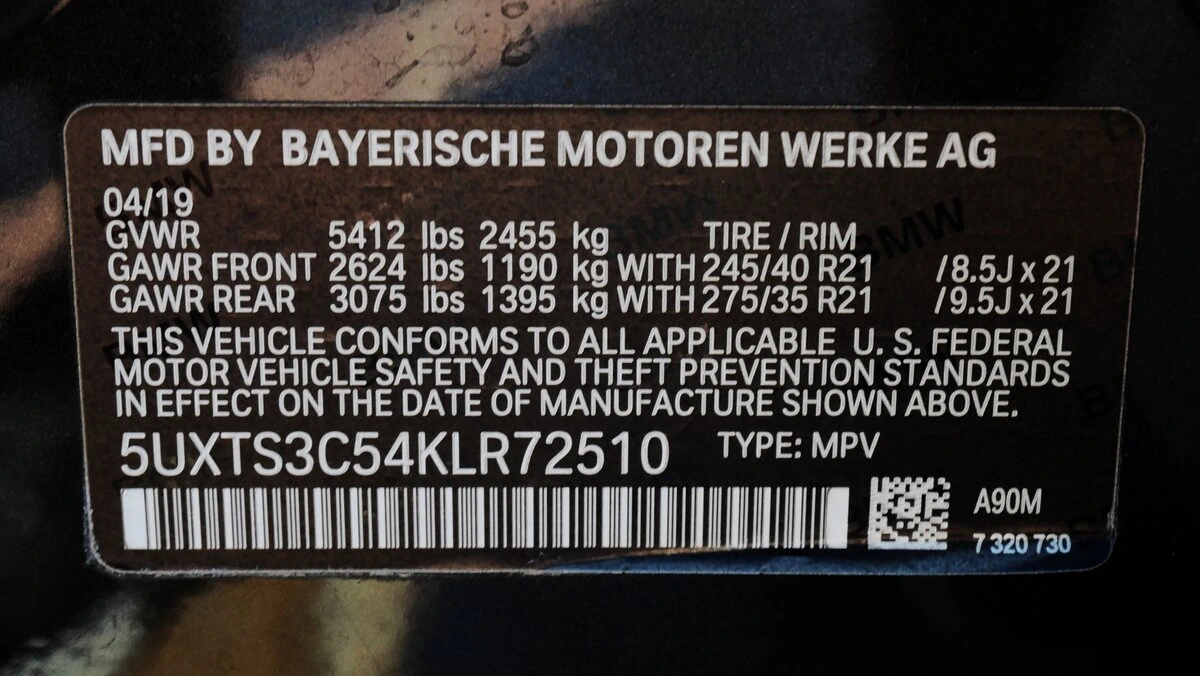 MFD BY BAYERISCHE MOTOREN WERKE AG
04/19
GVWR 5412 lbs 2455 kg TIRE / RIM
GAWR FRONT 2624 lbs 1190 kg WITH 245/40 R21 /8.5J x 21
GAWR REAR 3075 lbs 1395 kg WITH 275/35 R21 /9.5J x 21
THIS VEHICLE CONFORMS TO ALL APPLICABLE U. S. FEDERAL
MOTOR VEHICLE SAFETY AND THEFT PREVENTION STANDARDS
IN EFFECT ON THE DATE OF MANUFACTURE SHOWN ABOVE.
5UXTS3C54KLR72510 TYPE: MPV
A90M
7 320 730